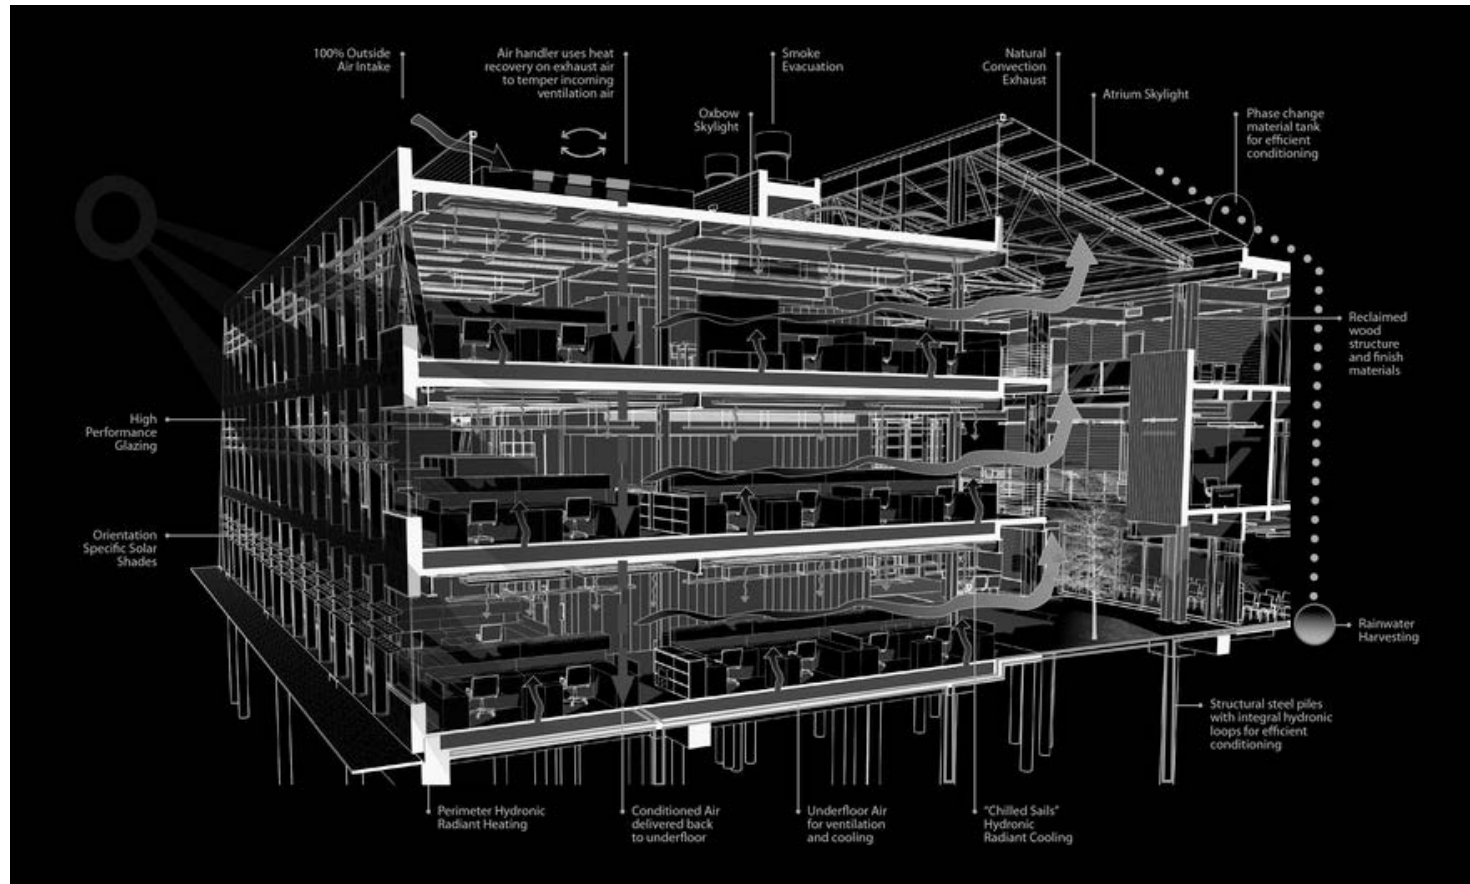 100% Outside
Air Intake
Air handler uses heat
recovery on exhaust air
to temper incoming
ventilation air
Smoke
Evacuation
Natural
Convection
Exhaust
Atrium Skylight
Oxbow
Skylight
Phase change
material tank
for efficient
conditioning
Reclaimed
wood
structure
and finish
materials
High
Performance
Glazing
Orientation
Specific Solar
Shades
Rainwater
Harvesting
Structural steel piles
with integral hydronic
loops for efficient
conditioning
Perimeter Hydronic
Radiant Heating
Conditioned Air
delivered back
to underfloor
Underfloor Air
for ventilation
and cooling
"Chilled Sails"
Hydronic
Radiant Cooling